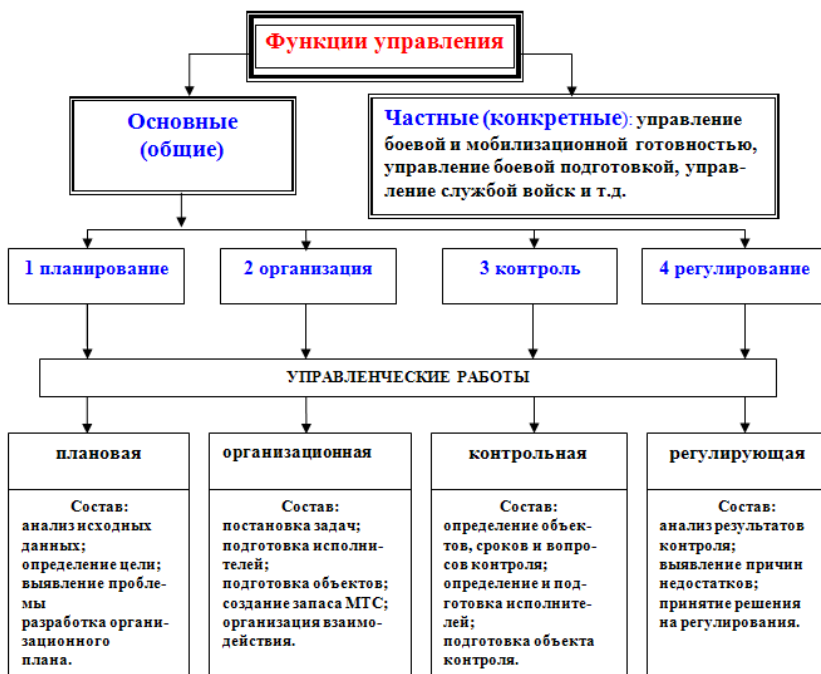 Функции управления
Основные
(общие)
Частные (конкретные): управление
боевой и мобилизационной готовностью,
управление боевой подготовкой, управ-
ление службой войск и т.д.
1 планирование
2 организация
3 контроль
4 регулирование
УПРАВЛЕНЧЕСКИЕ РАБОТЫ
плановая
Состав:
анализ исходных
данных;
определение цели;
выявление пробле-
мы
разработка органи-
зационного
плана.
организационная
Состав:
постановка задач;
подготовка исполни-
телей;
подготовка объектов;
создание запаса МТС;
организация взаимо-
действия.
контрольная
Состав:
определение объек-
тов, сроков и вопро-
сов контроля;
определение и под-
готовка исполните-
лей;
подготовка объекта
контроля.
регулирующая
Состав:
анализ результатов
контроля;
выявление причин
недостатков;
принятие решения
на регулирования.